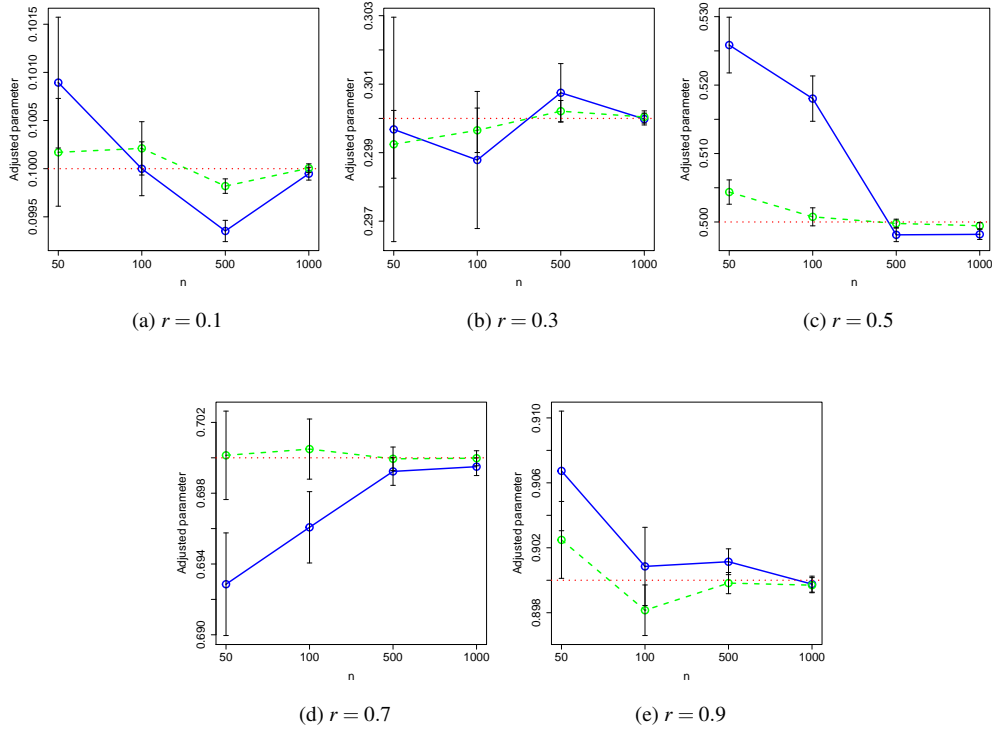 Adjusted parameter
0.1015
0.1010
0.1005
0.1000
0.0995
50
100
500
1000
n
(a) r = 0.1
Adjusted parameter
0.303
0.301
0.299
0.297
50
100
500
1000
n
(b) r = 0.3
Adjusted parameter
0.530
0.520
0.510
0.500
50
100
500
1000
n
(c) r = 0.5
Adjusted parameter
0.702
0.698
0.694
0.690
50
100
500
1000
n
(d) r = 0.7
Adjusted parameter
0.910
0.906
0.902
0.898
50
100
500
1000
n
(e) r = 0.9